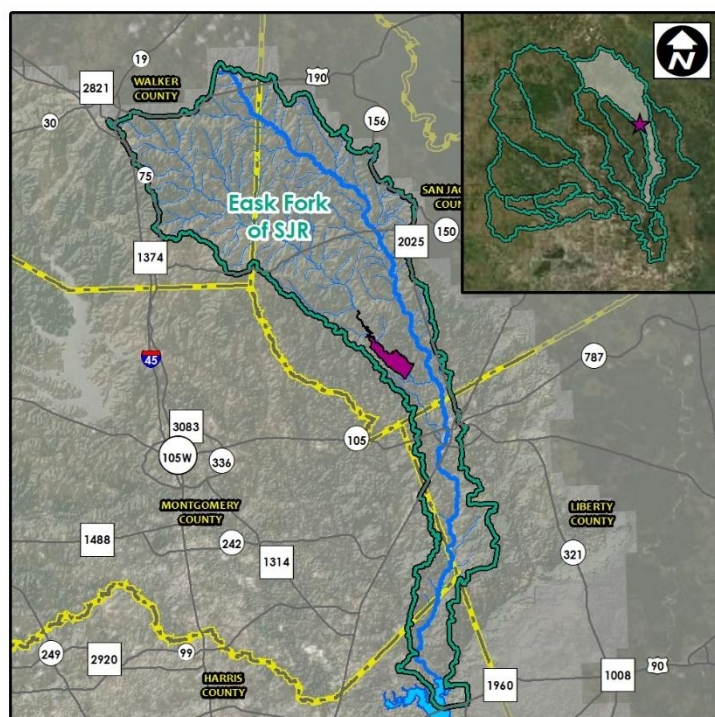 19
2821
WALKER
COUNTY
190
N
30
156
75
Eask Fork
of SJR
SAN JAC
COUN
150
2025
1374
45
787
3083
105W
336
105
MONTGOMERY
COUNTY
LIBERTY
COUNTY
1488
242
1314
321
249
2920
99
HARRIS
COUNTY
1960
1008
90